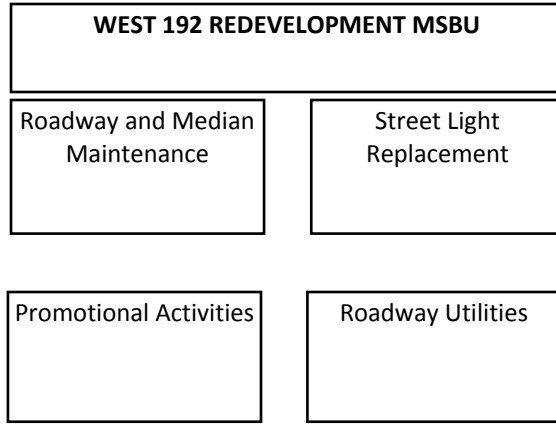 WEST 192 REDEVELOPMENT MSBU
Roadway and Median
Maintenance
Street Light
Replacement
Promotional Activities
Roadway Utilities